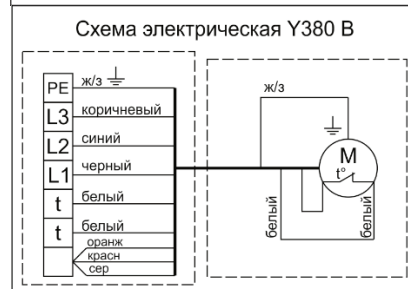 Схема электрическая Y380 В
PE ж/з
L3 коричневый
L2 синий
L1 черный
t белый
t белый
оранж
красн
сер
ж/з
M
t°
белый
белый